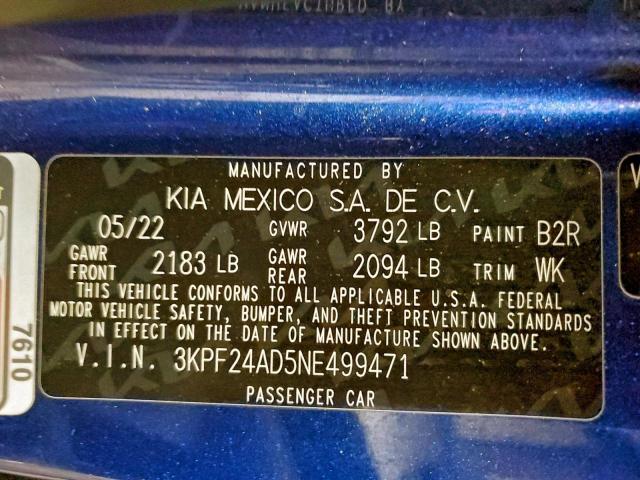 MANUFACTURED BY
KIA MEXICO S.A. DE C.V.
05/22 GVWR 3792 LB PAINT B2R
GAWR FRONT 2183 LB GAWR REAR 2094 LB TRIM WK
THIS VEHICLE CONFORMS TO ALL APPLICABLE U.S.A. FEDERAL
MOTOR VEHICLE SAFETY, BUMPER, AND THEFT PREVENTION STANDARDS
IN EFFECT ON THE DATE OF MANUFACTURE SHOWN ABOVE.
V.I.N. 3KPF24AD5NE499471
PASSENGER CAR
7610